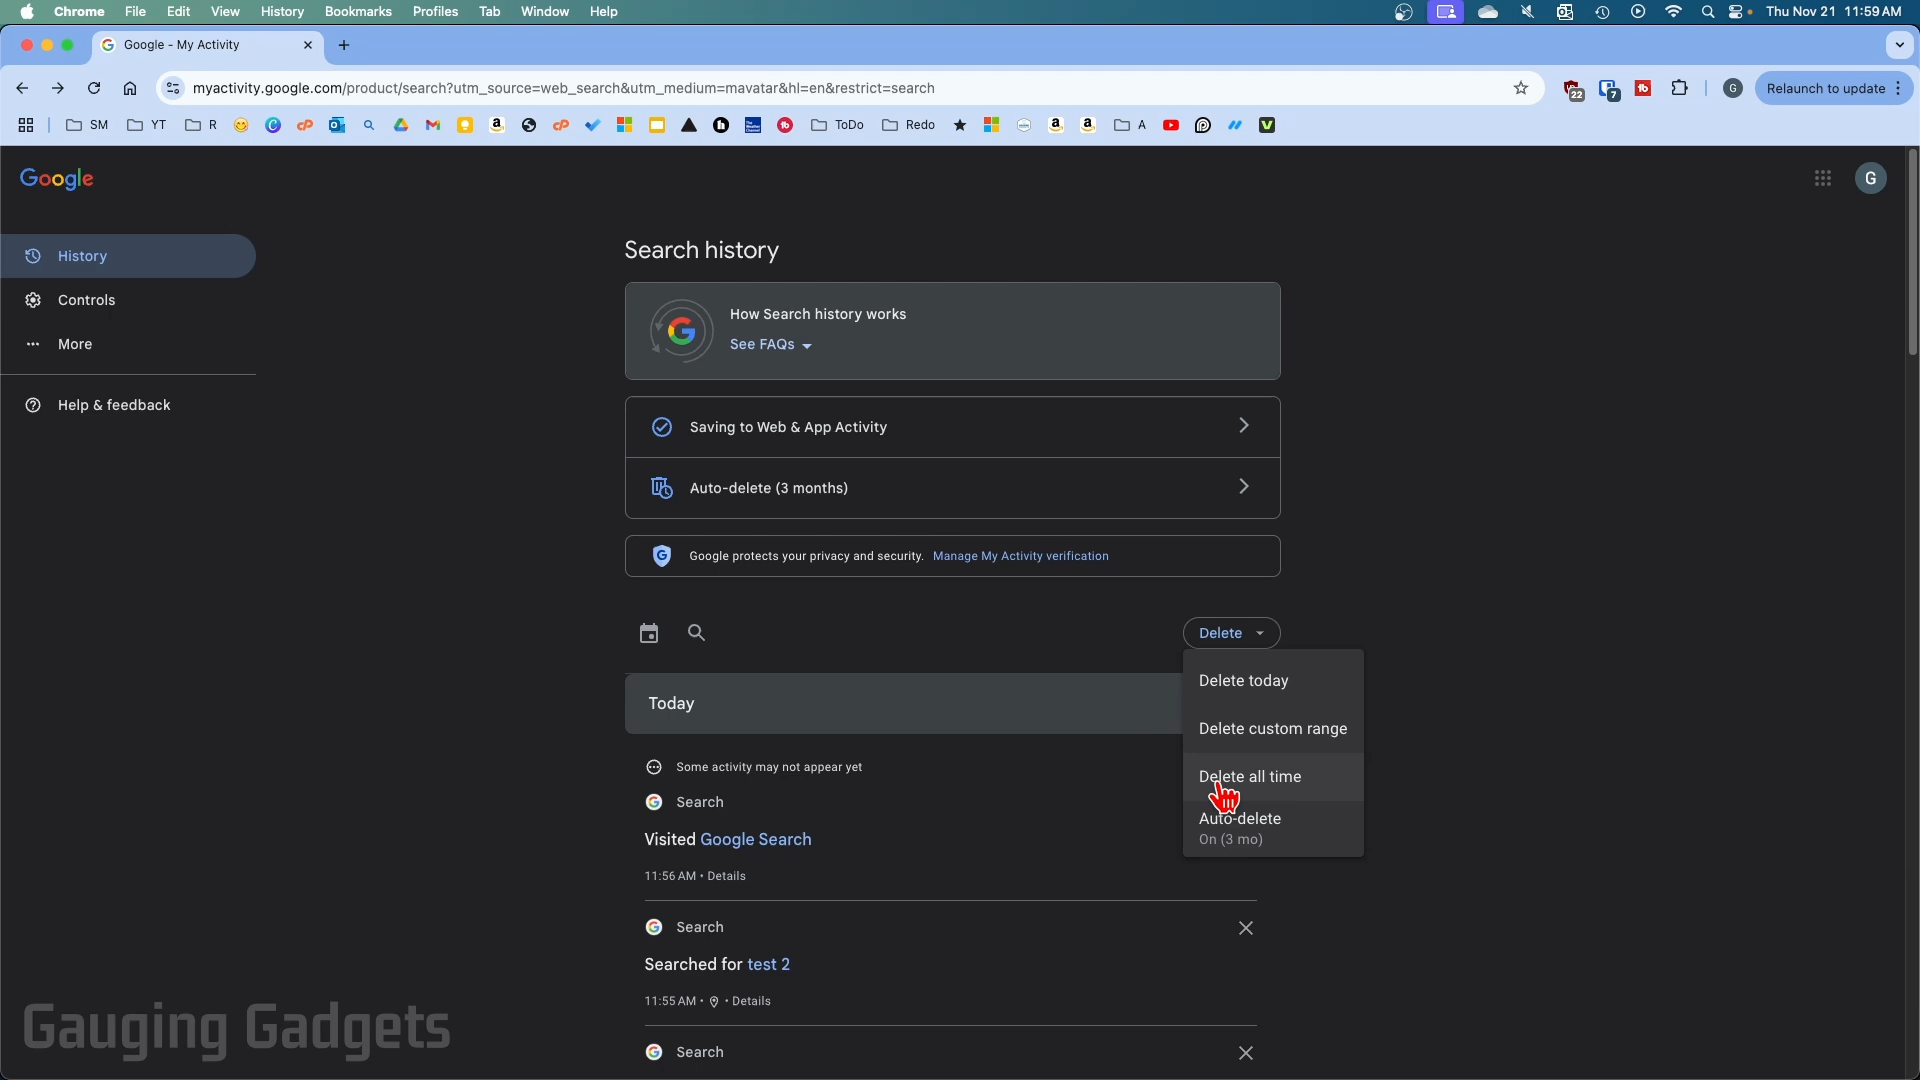 Chrome File Edit View History Bookmarks Profiles Tab Window Help Thu Nov 21 11:59 AM
Google - My Activity
myactivity.google.com/product/search?utm_source=web_search&utm_medium=mavatar&hl=en&restrict=search 22 7 G Relaunch to update
SM YT R ToDo Redo A
Google G
History
Controls
More
Help & feedback
Search history
How Search history works
See FAQs
Saving to Web & App Activity
Auto-delete (3 months)
Google protects your privacy and security. Manage My Activity verification
Delete
Delete today
Delete custom range
Delete all time
Auto-delete
On (3 mo)
Today
Some activity may not appear yet
Search
Visited Google Search
11:56 AM • Details
Search
Searched for test 2
11:55 AM • • Details
Search
Gauging Gadgets